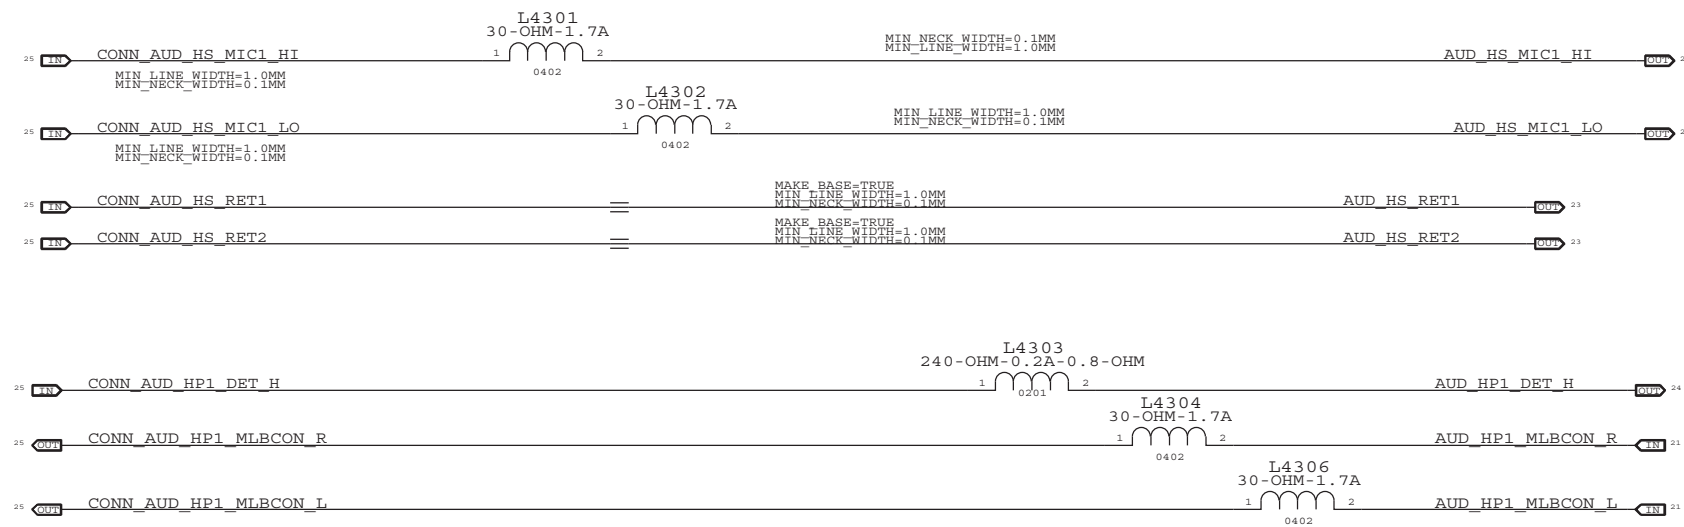 L4301
30-OHM-1.7A
25 IN CONN_AUD_HS_MIC1_HI 1 2 MIN_NECK_WIDTH=0.1MM AUD_HS_MIC1_HI OUT
MIN_LINE_WIDTH=1.0MM
0402
MIN_LINE_WIDTH=1.0MM
MIN_NECK_WIDTH=0.1MM
L4302
30-OHM-1.7A
25 IN CONN_AUD_HS_MIC1_LO 1 2 MIN_LINE_WIDTH=1.0MM AUD_HS_MIC1_LO OUT
MIN_NECK_WIDTH=0.1MM
0402
MIN_LINE_WIDTH=1.0MM
MIN_NECK_WIDTH=0.1MM
MAKE_BASE=TRUE
MIN_LINE_WIDTH=1.0MM
MIN_NECK_WIDTH=0.1MM
25 IN CONN_AUD_HS_RET1 AUD_HS_RET1 OUT 23
MAKE_BASE=TRUE
MIN_LINE_WIDTH=1.0MM
MIN_NECK_WIDTH=0.1MM
25 IN CONN_AUD_HS_RET2 AUD_HS_RET2 OUT 23
L4303
240-OHM-0.2A-0.8-OHM
25 IN CONN_AUD_HP1_DET_H 1 2 AUD_HP1_DET_H OUT 24
0201
L4304
30-OHM-1.7A
25 OUT CONN_AUD_HP1_MLBCON_R 1 2 AUD_HP1_MLBCON_R IN 21
0402
L4306
30-OHM-1.7A
25 OUT CONN_AUD_HP1_MLBCON_L 1 2 AUD_HP1_MLBCON_L IN 21
0402